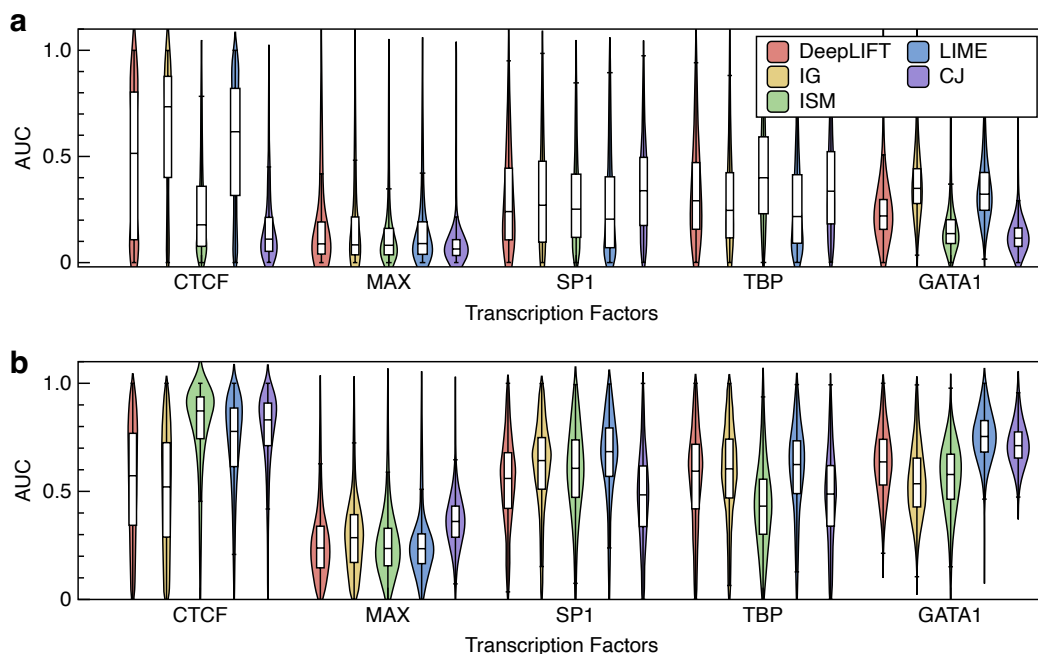 a
DeepLIFT
LIME
IG
CJ
ISM
1.0
0.5
0
AUC
CTCF
MAX
SP1
TBP
GATA1
Transcription Factors
b
1.0
0.5
0
AUC
CTCF
MAX
SP1
TBP
GATA1
Transcription Factors